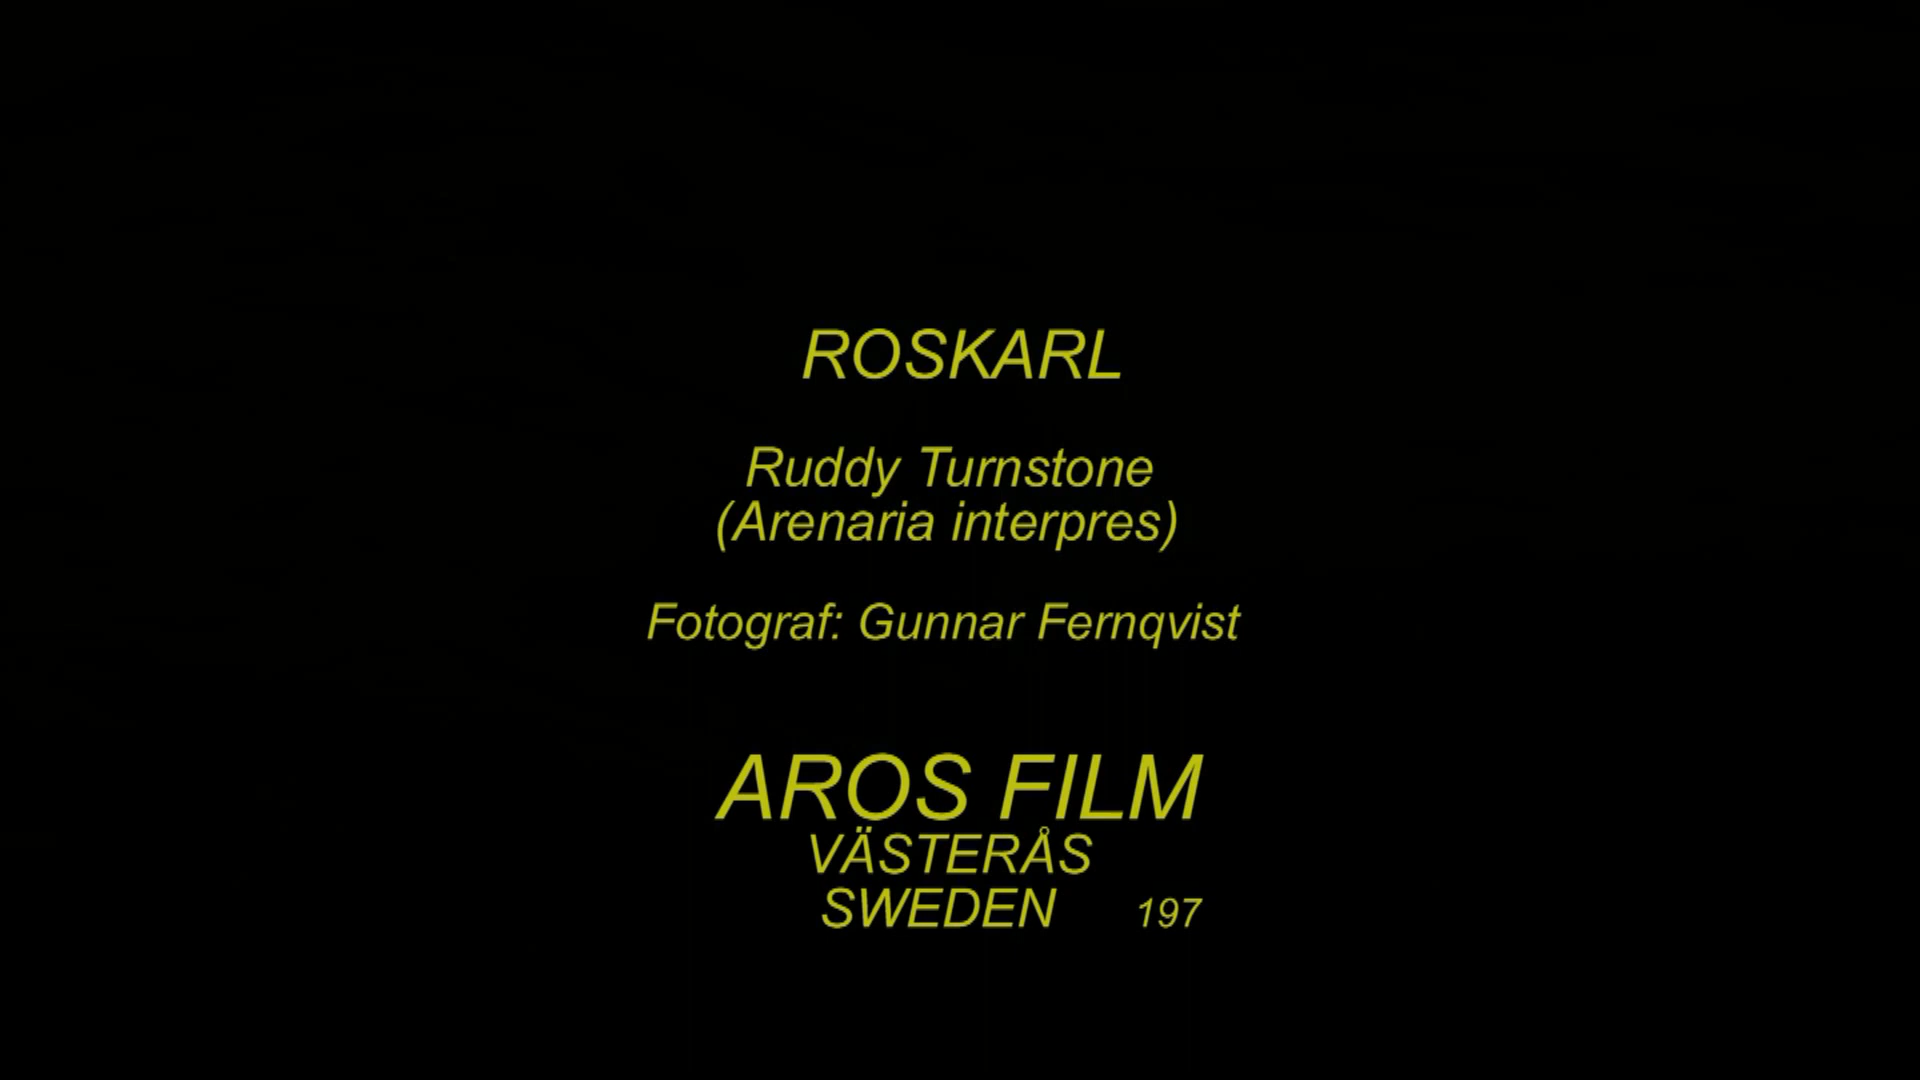 ROSKARL
Ruddy Turnstone
(Arenaria interpres)
Fotograf: Gunnar Fernqvist
AROS FILM
VÄSTERÅS
SWEDEN 197